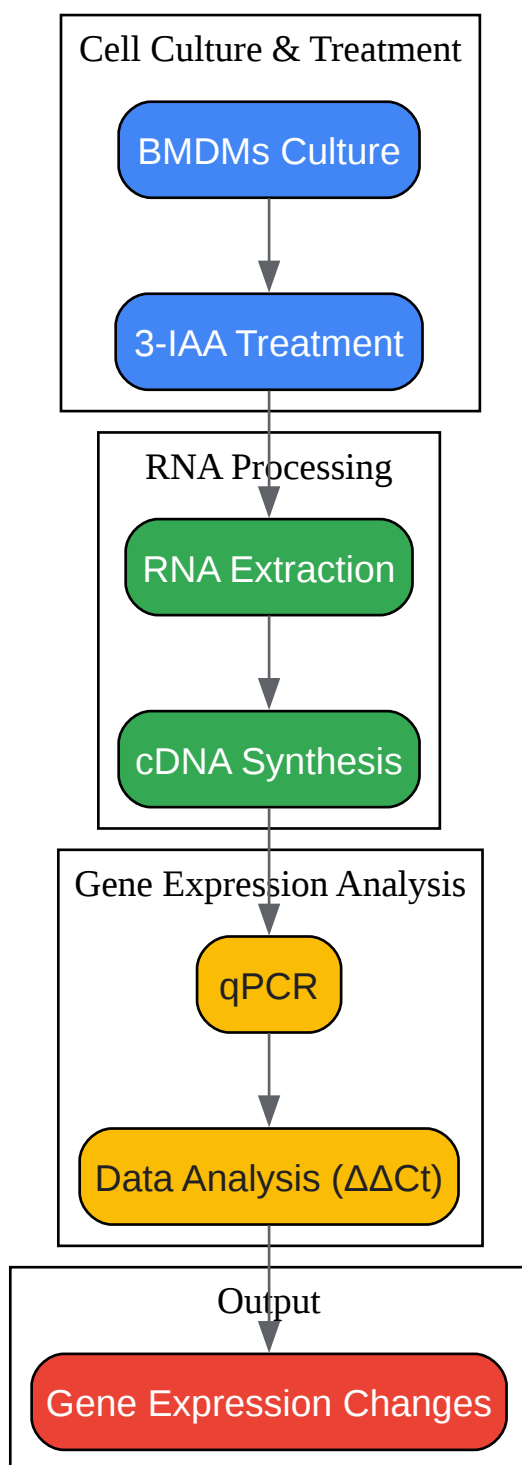 Cell Culture & Treatment
BMDMs Culture
3-IAA Treatment
RNA Processing
RNA Extraction
cDNA Synthesis
Gene Expression Analysis
qPCR
Data Analysis (ΔΔCt)
Output
Gene Expression Changes